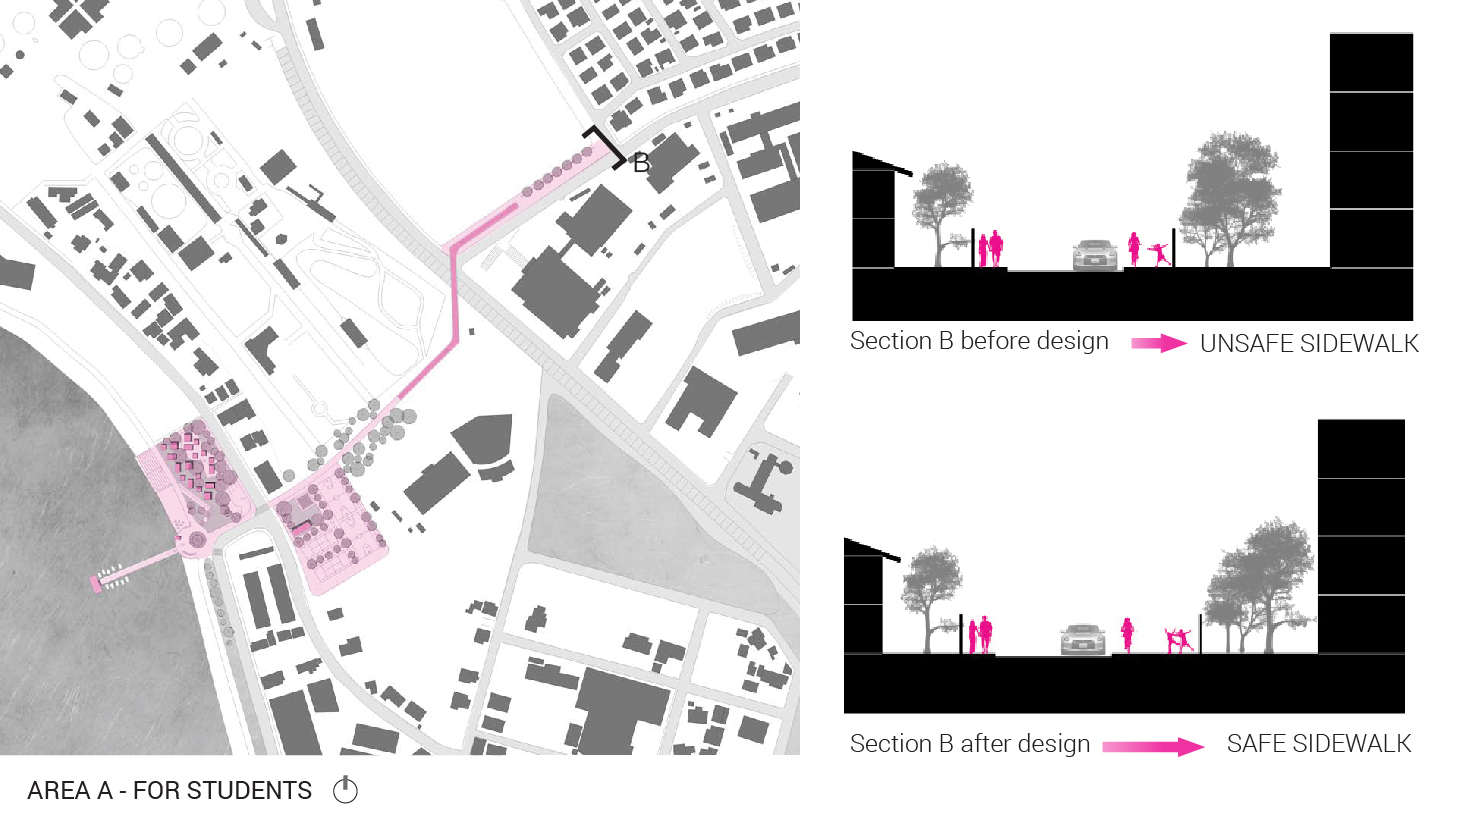 B
Section B before design
UNSAFE SIDEWALK
Section B after design
SAFE SIDEWALK
AREA A - FOR STUDENTS